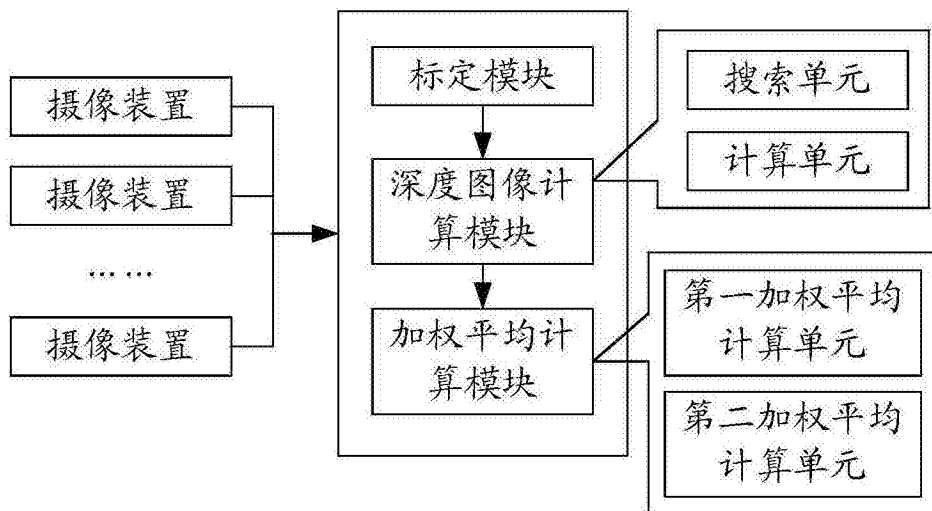 摄像装置
摄像装置
……
摄像装置
标定模块
深度图像计
算模块
加权平均计
算模块
搜索单元
计算单元
第一加权平均
计算单元
第二加权平均
计算单元